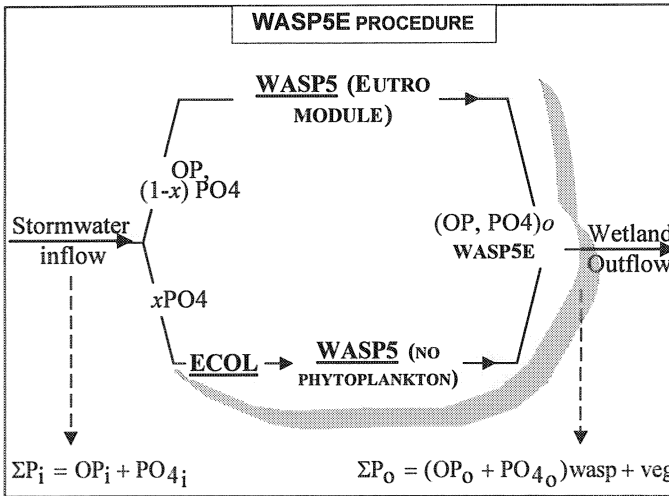 WASP5E PROCEDURE
WASP5 (EUTRO
MODULE)
OP,
(1-x) PO4
Stormwater
inflow
(OP, PO4)o
WASP5E
Wetland
Outflow
xPO4
ECOL
WASP5 (NO
PHYTOPLANKTON)
ΣPi = OPi + PO4i
ΣPo = (OPo + PO4o)wasp + veg